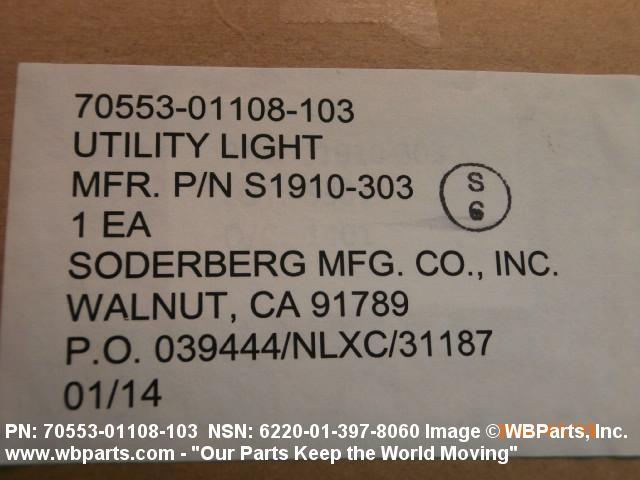 70553-01108-103
UTILITY LIGHT
MFR. P/N S1910-303
S
6
1 EA
SODERBERG MFG. CO., INC.
WALNUT, CA 91789
P.O. 039444/NLXC/31187
01/14
PN: 70553-01108-103 NSN: 6220-01-397-8060 Image © WBParts, Inc.
www.wbparts.com - "Our Parts Keep the World Moving"